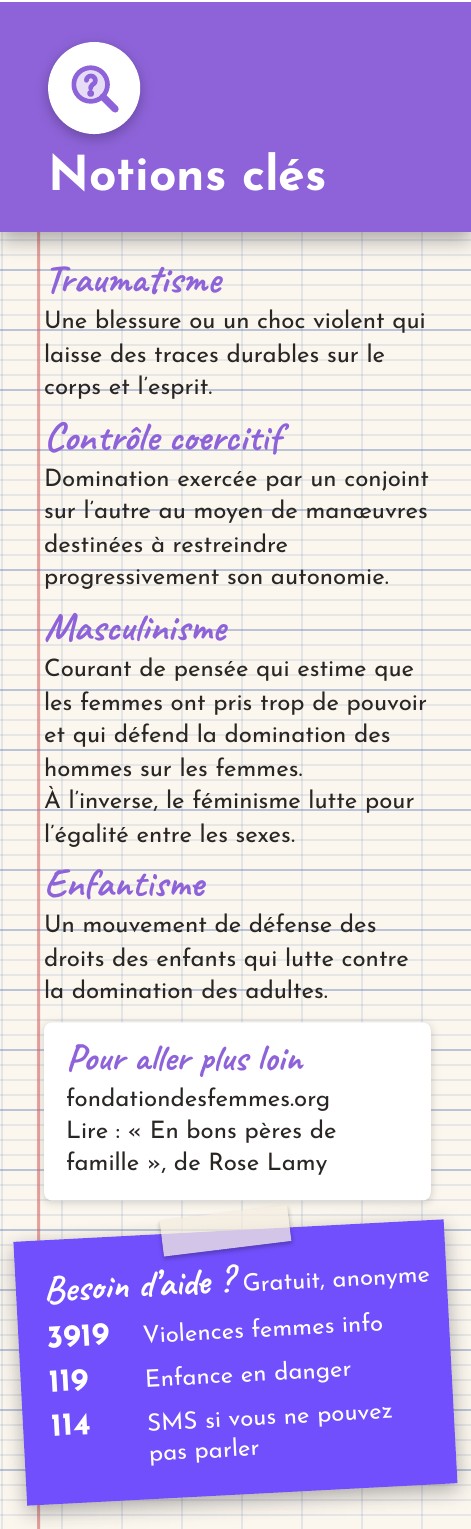 ?
Notions clés
Traumatisme
Une blessure ou un choc violent qui
laisse des traces durables sur le
corps et l'esprit.
Contrôle coercitif
Domination exercée par un conjoint
sur l'autre au moyen de manœuvres
destinées à restreindre
progressivement son autonomie.
Masculinisme
Courant de pensée qui estime que
les femmes ont pris trop de pouvoir
et qui défend la domination des
hommes sur les femmes.
À l'inverse, le féminisme lutte pour
l'égalité entre les sexes.
Enfantisme
Un mouvement de défense des
droits des enfants qui lutte contre
la domination des adultes.
Pour aller plus loin
fondationdesfemmes.org
Lire : « En bons pères de
famille », de Rose Lamy
Besoin d'aide ? Gratuit, anonyme
3919 Violences femmes info
119 Enfance en danger
114 SMS si vous ne pouvez
pas parler